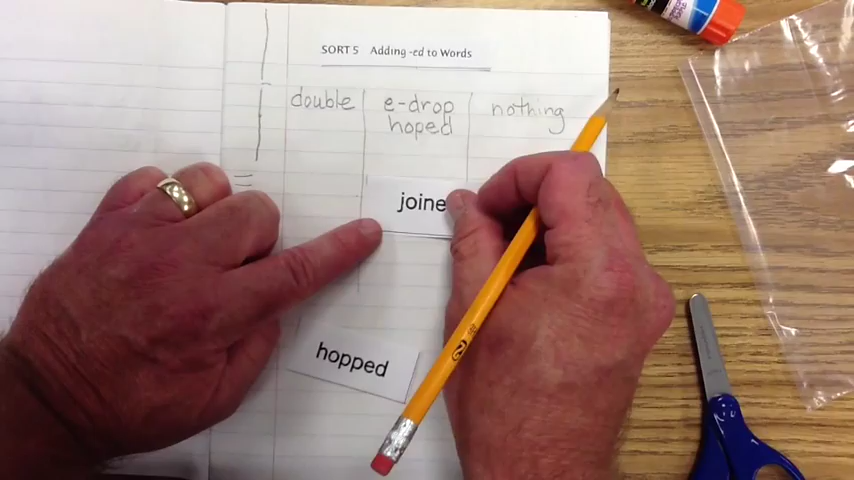 SORT 5 Adding -ed to Words
double e-drop nothing
hoped
joine
hopped